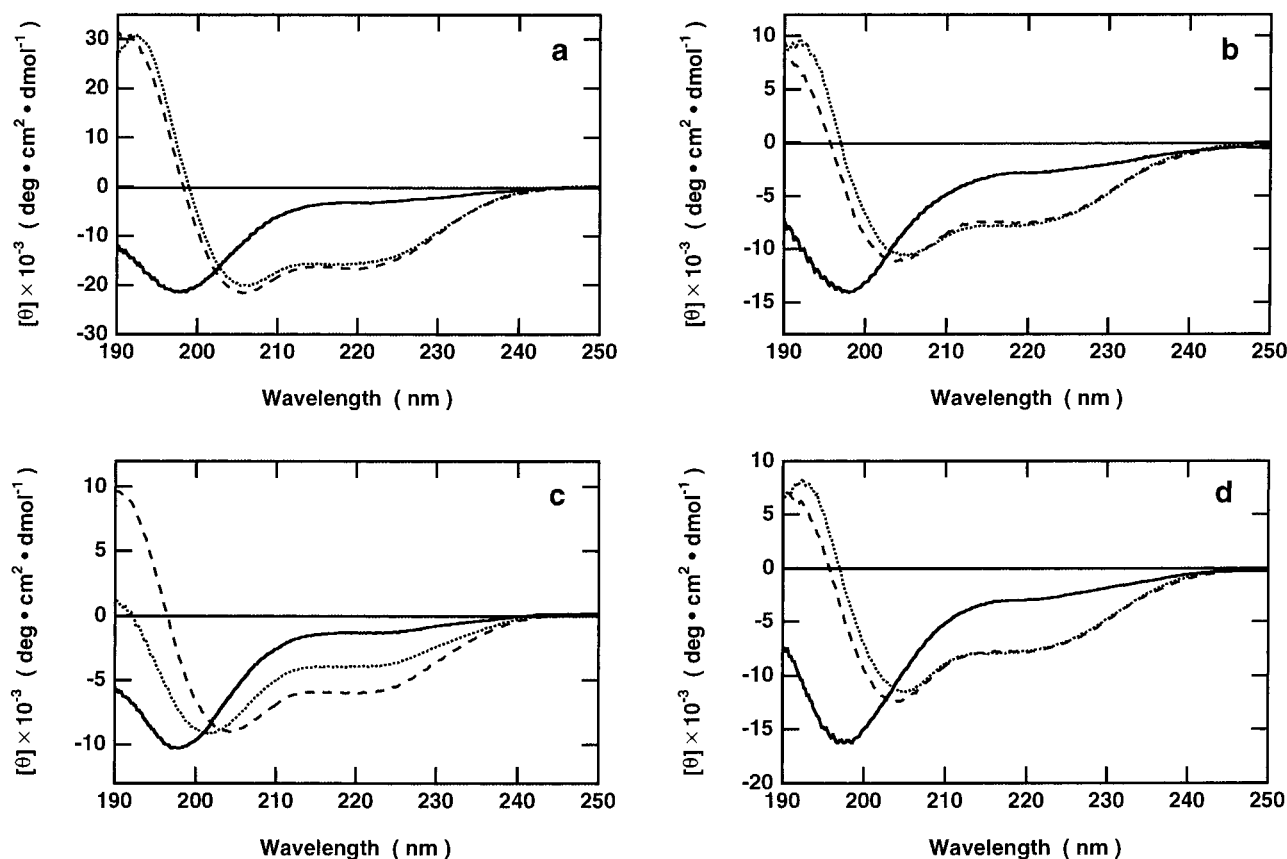 a
[θ] × 10⁻³ ( deg • cm² • dmol⁻¹ )
30
20
10
0
-10
-20
-30
190 200 210 220 230 240 250
Wavelength ( nm )
b
[θ] × 10⁻³ ( deg • cm² • dmol⁻¹ )
10
5
0
-5
-10
-15
190 200 210 220 230 240 250
Wavelength ( nm )
c
[θ] × 10⁻³ ( deg • cm² • dmol⁻¹ )
10
5
0
-5
-10
190 200 210 220 230 240 250
Wavelength ( nm )
d
[θ] × 10⁻³ ( deg • cm² • dmol⁻¹ )
10
5
0
-5
-10
-15
-20
190 200 210 220 230 240 250
Wavelength ( nm )